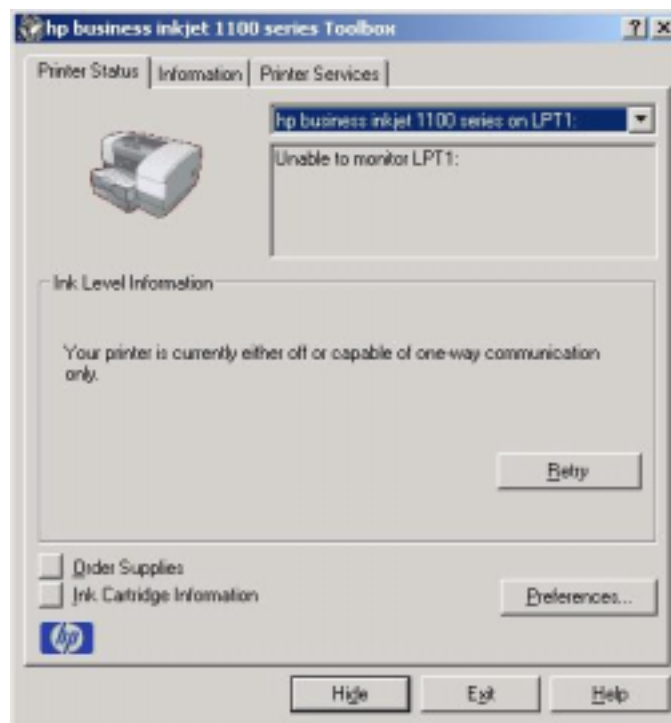 hp business inkjet 1100 series Toolbox
Printer Status
Information
Printer Services
hp business inkjet 1100 series on LPT1:
Unable to monitor LPT1:
Ink Level Information
Your printer is currently either off or capable of one-way communication
only.
Retry
Order Supplies
Ink Cartridge Information
Preferences...
hp
Hide
Exit
Help